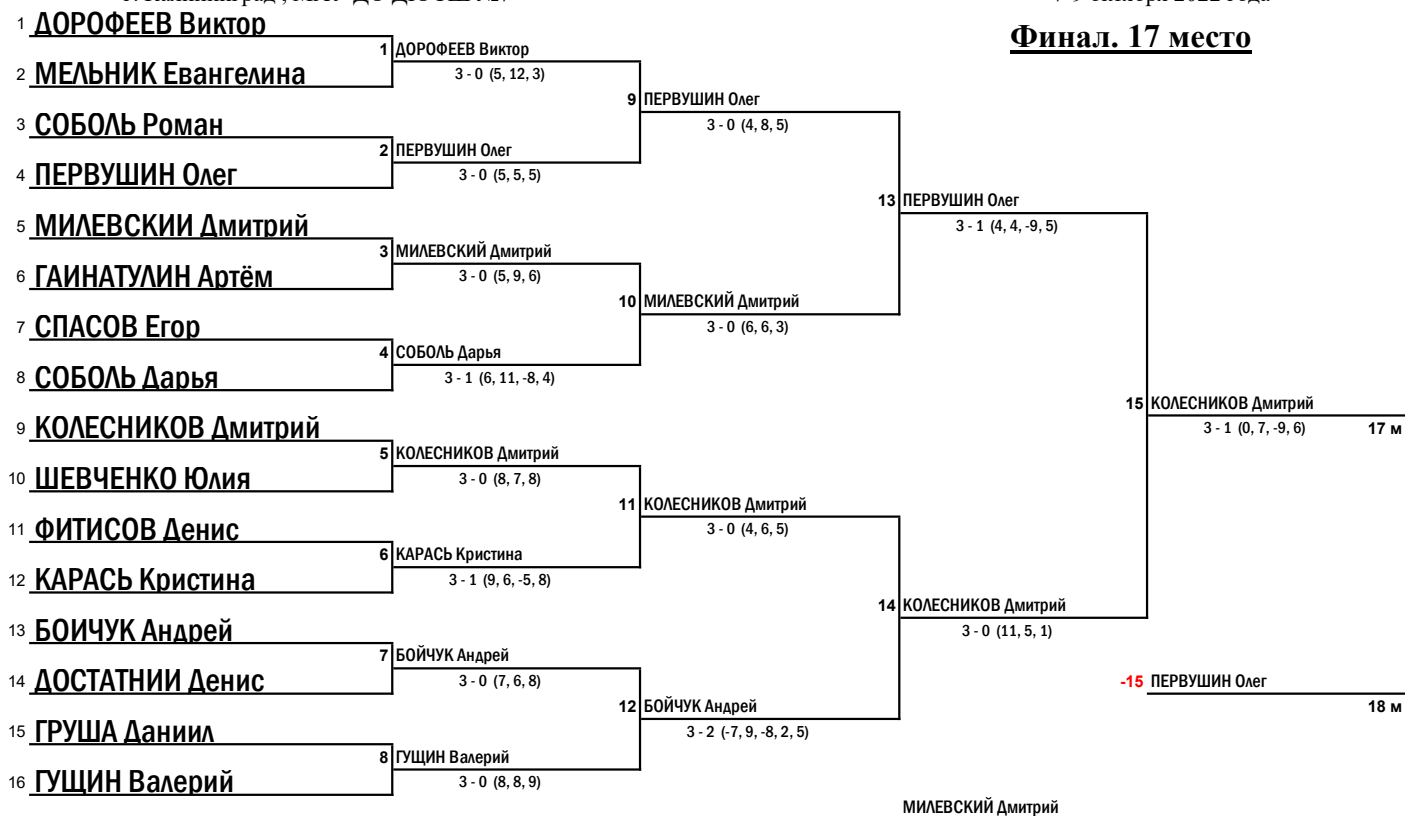 Финал. 17 место
1 ДОРОФЕЕВ Виктор
1 ДОРОФЕЕВ Виктор
2 МЕЛЬНИК Евангелина
3 - 0 (5, 12, 3)
9 ПЕРВУШИН Олег
3 СОБОЛЬ Роман
3 - 0 (4, 8, 5)
2 ПЕРВУШИН Олег
4 ПЕРВУШИН Олег
3 - 0 (5, 5, 5)
13 ПЕРВУШИН Олег
5 МИЛЕВСКИЙ Дмитрий
3 - 1 (4, 4, -9, 5)
3 МИЛЕВСКИЙ Дмитрий
6 ГАЙНАТУЛИН Артём
3 - 0 (5, 9, 6)
10 МИЛЕВСКИЙ Дмитрий
7 СПАСОВ Егор
3 - 0 (6, 6, 3)
4 СОБОЛЬ Дарья
8 СОБОЛЬ Дарья
3 - 1 (6, 11, -8, 4)
15 КОЛЕСНИКОВ Дмитрий
9 КОЛЕСНИКОВ Дмитрий
3 - 1 (0, 7, -9, 6) 17 м
5 КОЛЕСНИКОВ Дмитрий
10 ШЕВЧЕНКО Юлия
3 - 0 (8, 7, 8)
11 КОЛЕСНИКОВ Дмитрий
11 ФИТИСОВ Денис
3 - 0 (4, 6, 5)
6 КАРАСЬ Кристина
12 КАРАСЬ Кристина
3 - 1 (9, 6, -5, 8)
14 КОЛЕСНИКОВ Дмитрий
13 БОЙЧУК Андрей
3 - 0 (11, 5, 1)
7 БОЙЧУК Андрей
14 ДОСТАТНИЙ Денис
3 - 0 (7, 6, 8)
-15 ПЕРВУШИН Олег
12 БОЙЧУК Андрей
18 м
15 ГРУША Даниил
3 - 2 (-7, 9, -8, 2, 5)
8 ГУЩИН Валерий
16 ГУЩИН Валерий
3 - 0 (8, 8, 9)
МИЛЕВСКИЙ Дмитрий